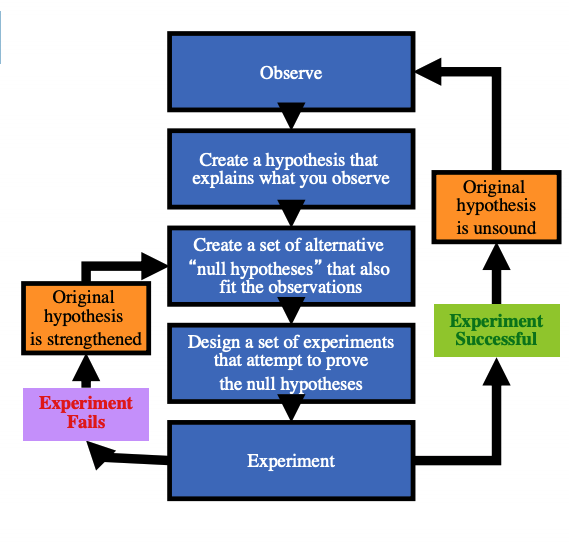 Observe
Create a hypothesis that
explains what you observe
Original
hypothesis
is unsound
Create a set of alternative
“null hypotheses” that also
fit the observations
Original
hypothesis
is strengthened
Experiment
Successful
Design a set of experiments
that attempt to prove
the null hypotheses
Experiment
Fails
Experiment